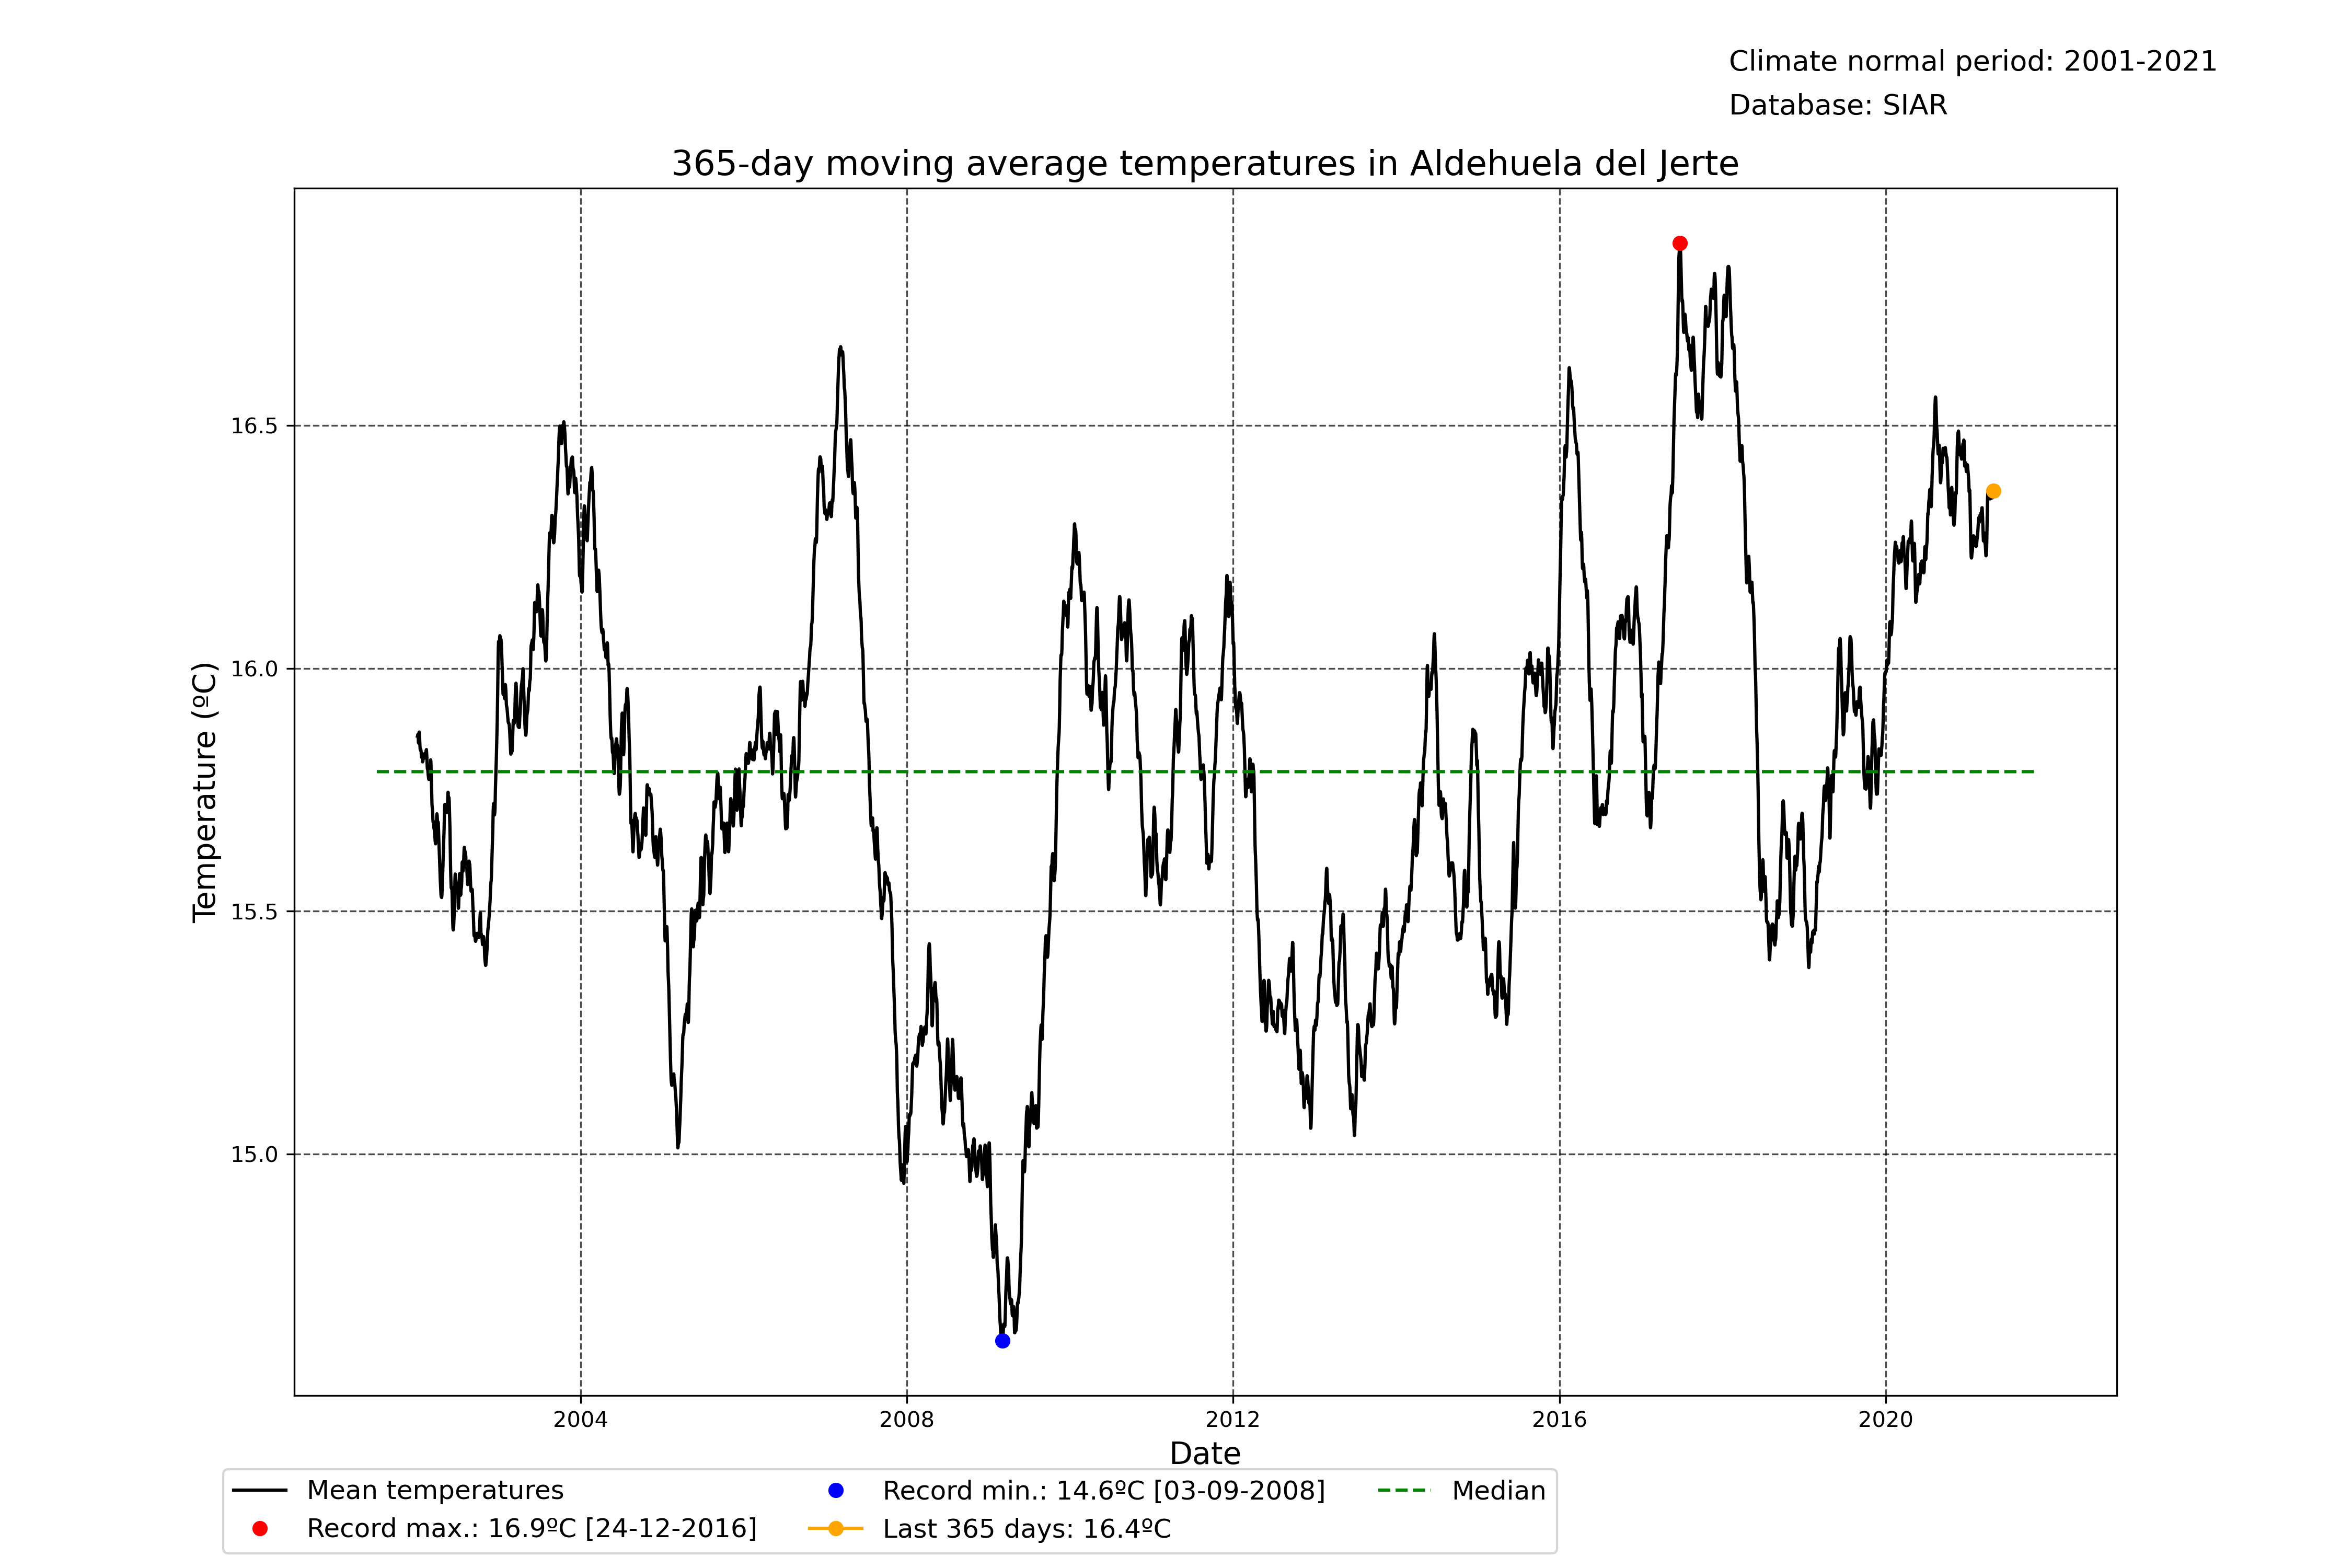 Climate normal period: 2001-2021
Database: SIAR
365-day moving average temperatures in Aldehuela del Jerte
Temperature (ºC)
16.5
16.0
15.5
15.0
2004 2008 2012 2016 2020
Date
Mean temperatures
Record max.: 16.9ºC [24-12-2016]
Record min.: 14.6ºC [03-09-2008]
Last 365 days: 16.4ºC
Median